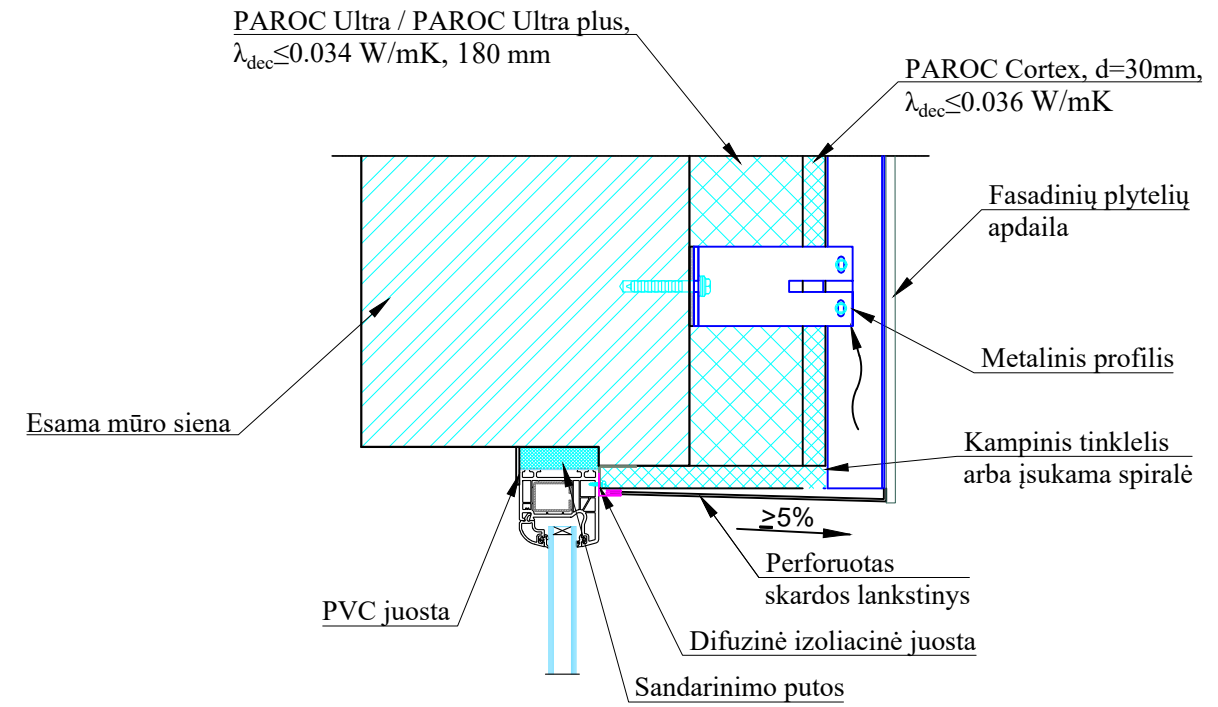 PAROC Ultra / PAROC Ultra plus,
λdec≤0.034 W/mK, 180 mm
PAROC Cortex, d=30mm,
λdec≤0.036 W/mK
Fasadinių plytelių
apdaila
Metalinis profilis
Esama mūro siena
Kampinis tinklelis
arba įsukama spiralė
≥5%
Perforuotas
skardos lankstinys
PVC juosta
Difuzinė izoliacinė juosta
Sandarinimo putos